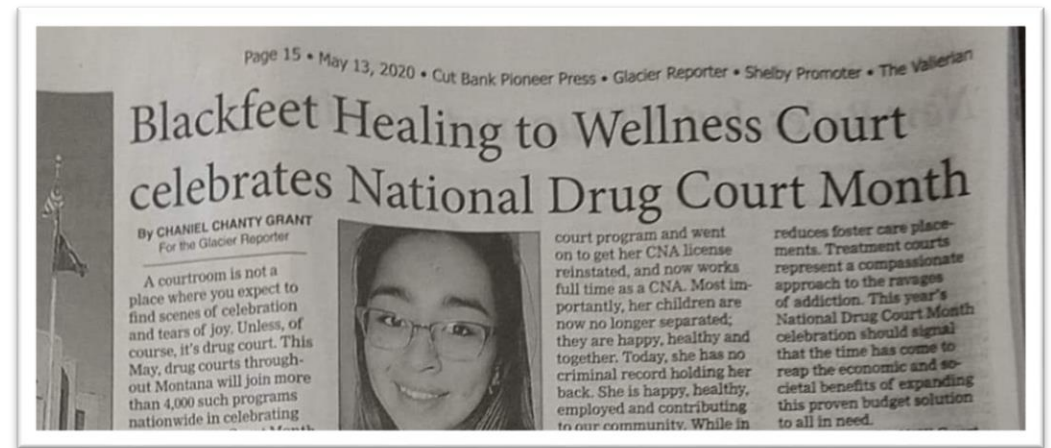 Page 15 • May 13, 2020 • Cut Bank Pioneer Press • Glacier Reporter • Shelby Promoter • The Valierian
Blackfeet Healing to Wellness Court
celebrates National Drug Court Month
By CHANIEL CHANTY GRANT
For the Glacier Reporter
A courtroom is not a
place where you expect to
find scenes of celebration
and tears of joy. Unless, of
course, it's drug court. This
May, drug courts through-
out Montana will join more
than 4,000 such programs
nationwide in celebrating
court program and went
on to get her CNA license
reinstated, and now works
full time as a CNA. Most im-
portantly, her children are
now no longer separated;
they are happy, healthy and
together. Today, she has no
criminal record holding her
back. She is happy, healthy,
employed and contributing
to our community. While in
reduces foster care place-
ments. Treatment courts
represent a compassionate
approach to the ravages
of addiction. This year's
National Drug Court Month
celebration should signal
that the time has come to
reap the economic and so-
cietal benefits of expanding
this proven budget solution
to all in need.